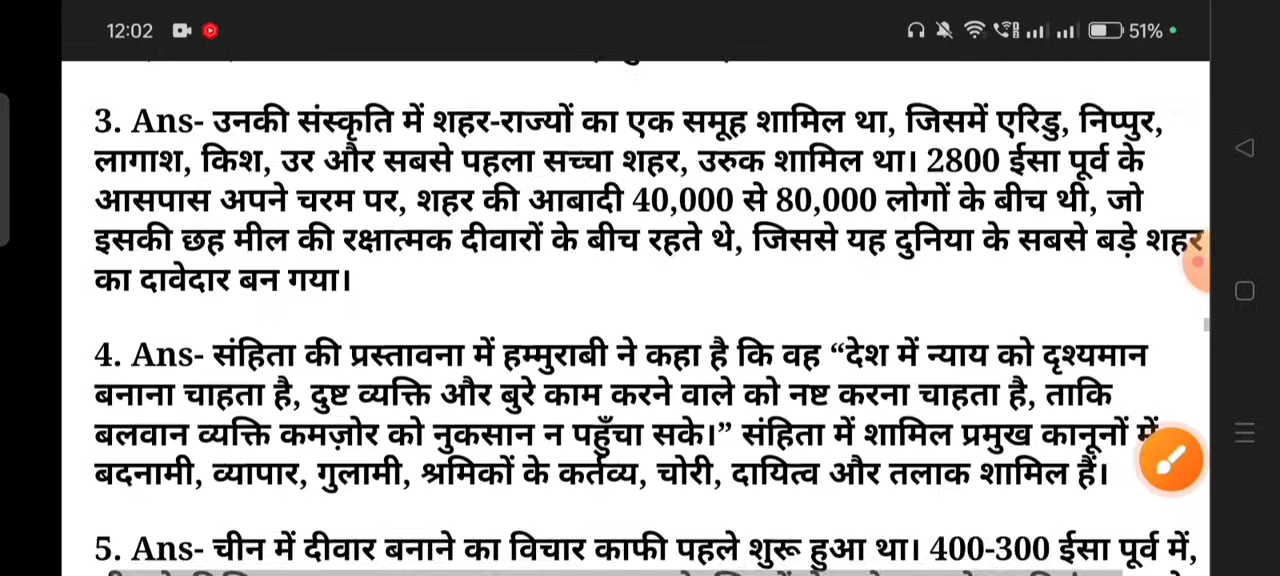 12:02
51%
3. Ans- उनकी संस्कृति में शहर-राज्यों का एक समूह शामिल था, जिसमें एरिडु, निप्पुर,
लागाश, किश, उर और सबसे पहला सच्चा शहर, उरुक शामिल था। 2800 ईसा पूर्व के
आसपास अपने चरम पर, शहर की आबादी 40,000 से 80,000 लोगों के बीच थी, जो
इसकी छह मील की रक्षात्मक दीवारों के बीच रहते थे, जिससे यह दुनिया के सबसे बड़े शहर
का दावेदार बन गया।
4. Ans- संहिता की प्रस्तावना में हम्मुराबी ने कहा है कि वह “देश में न्याय को दृश्यमान
बनाना चाहता है, दुष्ट व्यक्ति और बुरे काम करने वाले को नष्ट करना चाहता है, ताकि
बलवान व्यक्ति कमज़ोर को नुकसान न पहुँचा सके।” संहिता में शामिल प्रमुख कानूनों में
बदनामी, व्यापार, गुलामी, श्रमिकों के कर्तव्य, चोरी, दायित्व और तलाक शामिल हैं।
5. Ans- चीन में दीवार बनाने का विचार काफी पहले शुरू हुआ था। 400-300 ईसा पूर्व में,